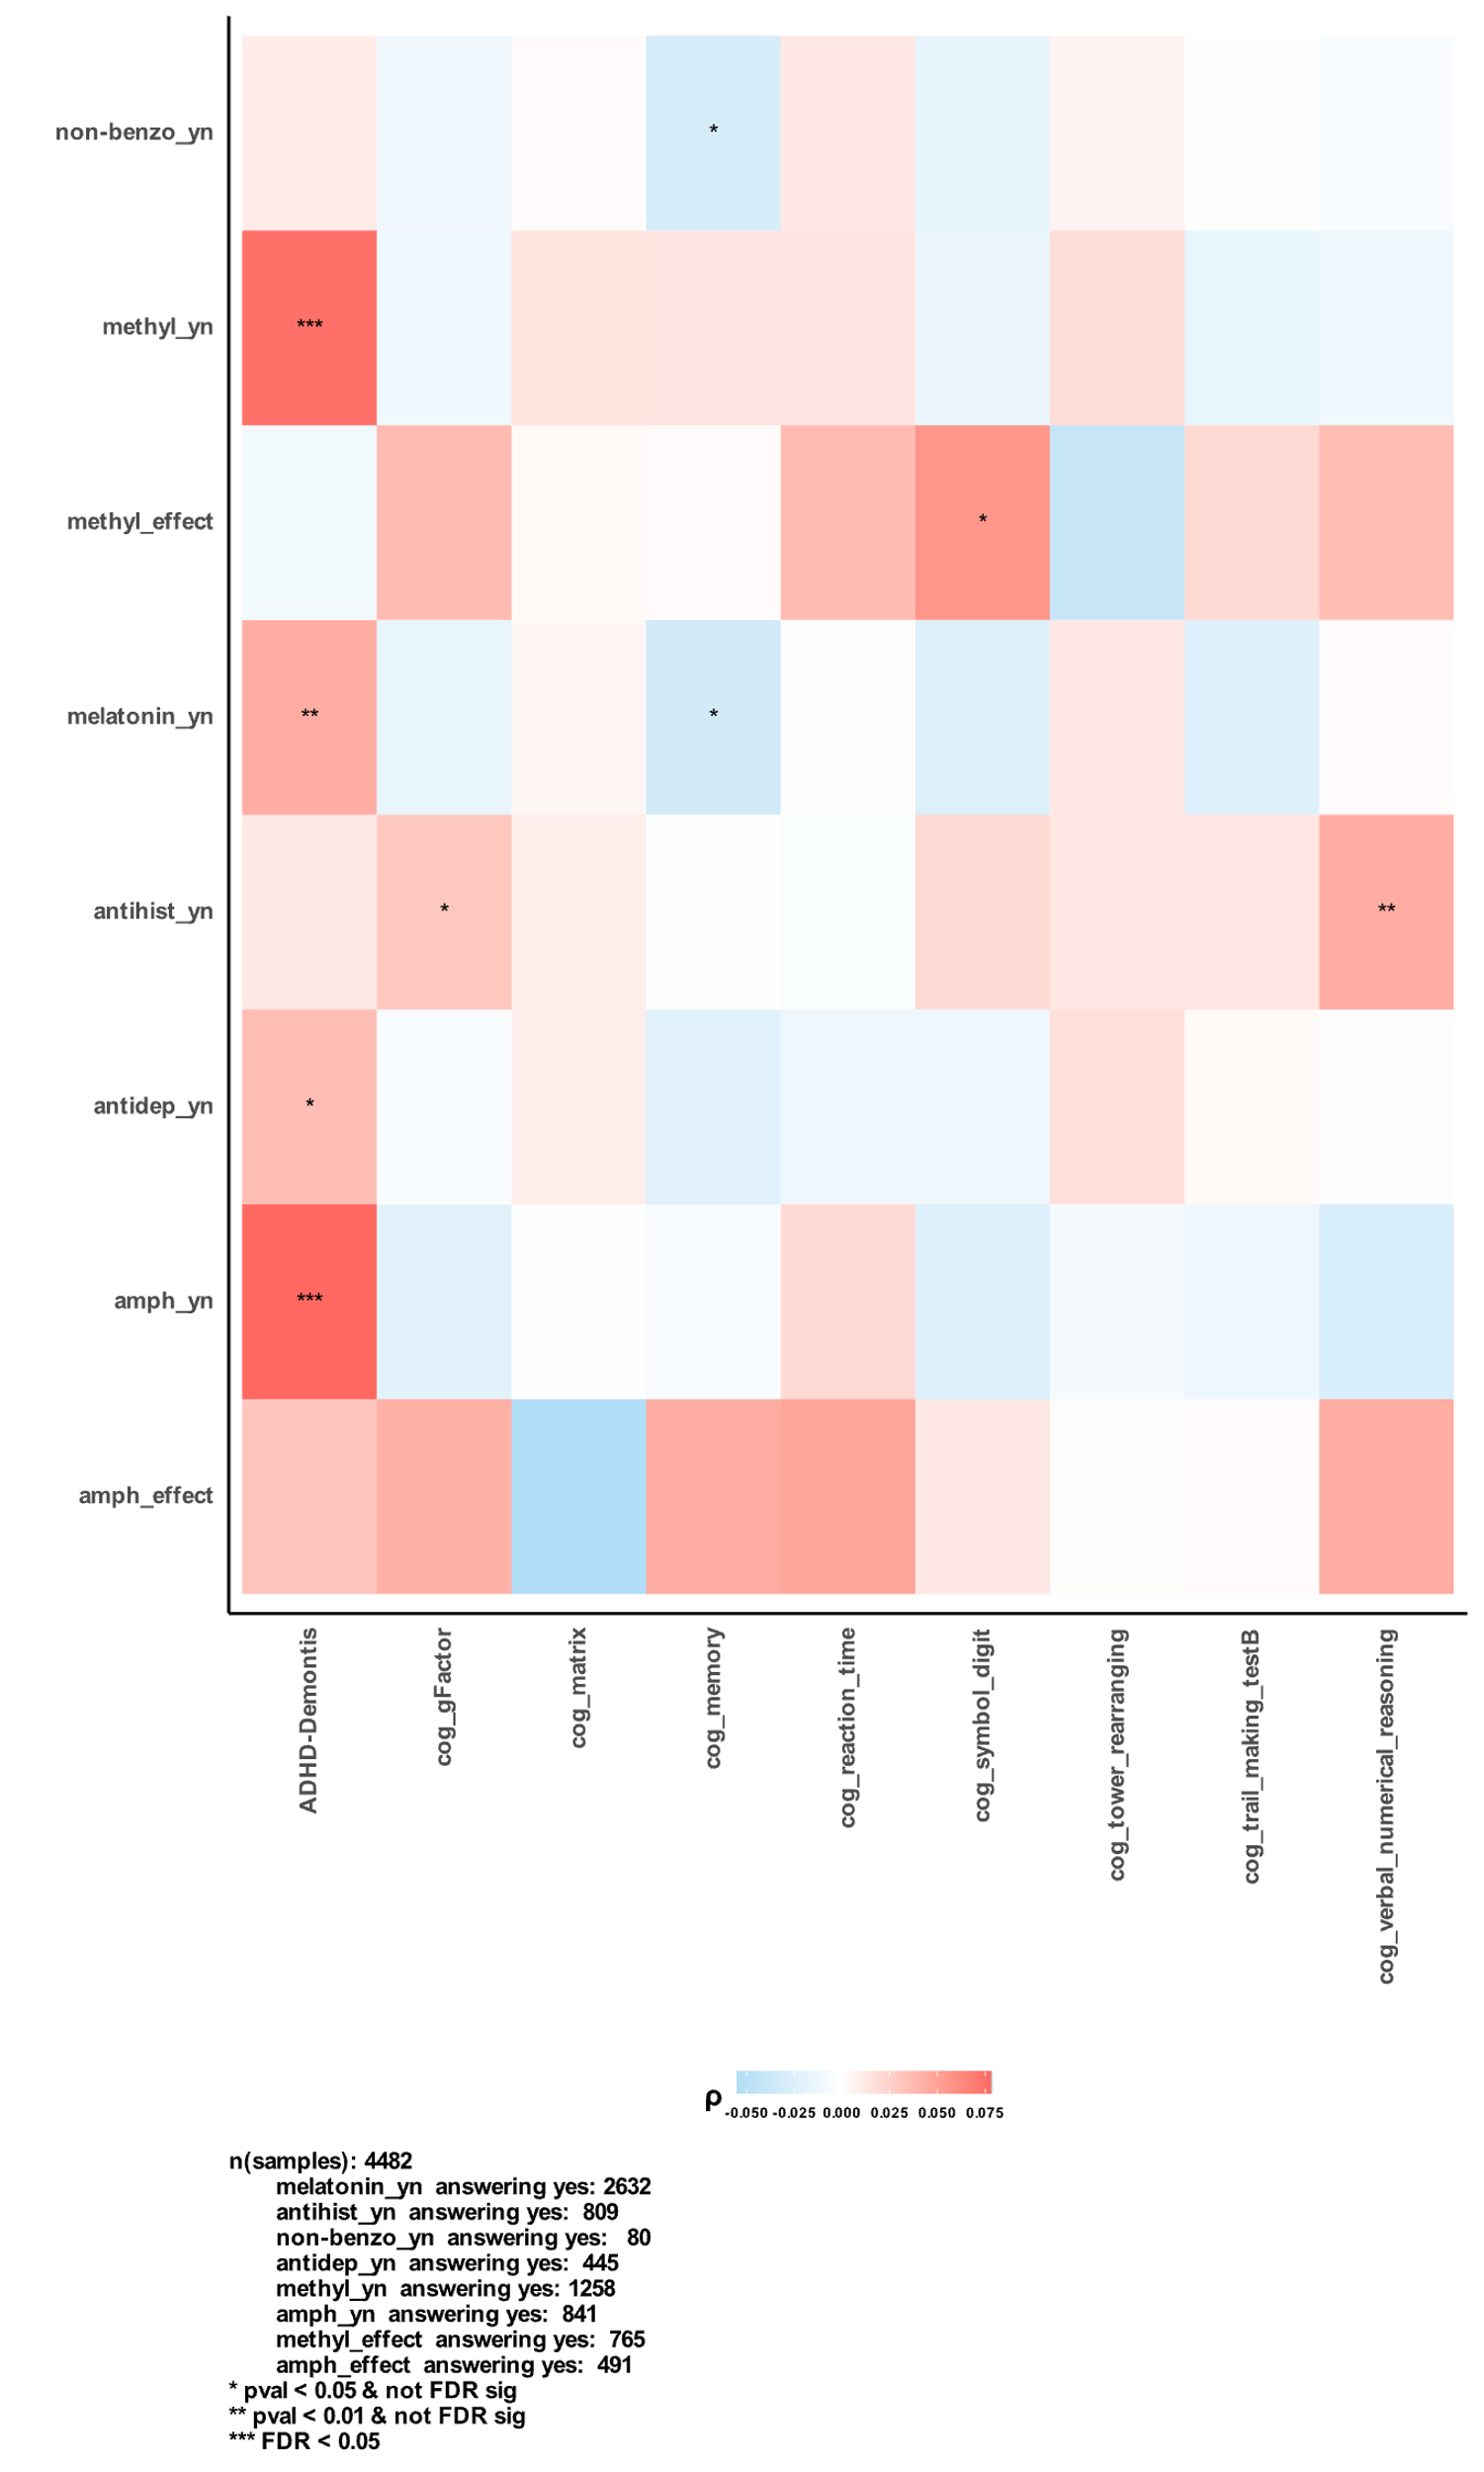 non-benzo_yn
*
methyl_yn
***
methyl_effect
*
melatonin_yn
**
*
antihist_yn
*
**
antidep_yn
*
amph_yn
***
amph_effect
ADHD-Demontis
cog_gFactor
cog_matrix
cog_memory
cog_reaction_time
cog_symbol_digit
cog_tower_rearranging
cog_trail_making_testB
cog_verbal_numerical_reasoning
ρ
-0.050 -0.025 0.000 0.025 0.050 0.075
n(samples): 4482
melatonin_yn answering yes: 2632
antihist_yn answering yes: 809
non-benzo_yn answering yes: 80
antidep_yn answering yes: 445
methyl_yn answering yes: 1258
amph_yn answering yes: 841
methyl_effect answering yes: 765
amph_effect answering yes: 491
* pval < 0.05 & not FDR sig
** pval < 0.01 & not FDR sig
*** FDR < 0.05